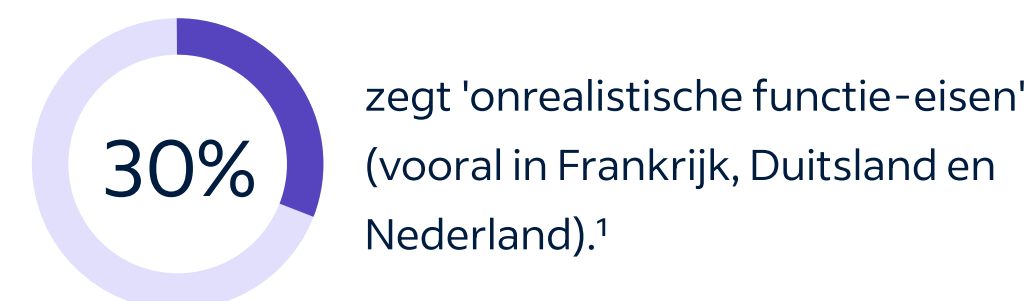 30%
zegt 'onrealistische functie-eisen'
(vooral in Frankrijk, Duitsland en
Nederland).¹